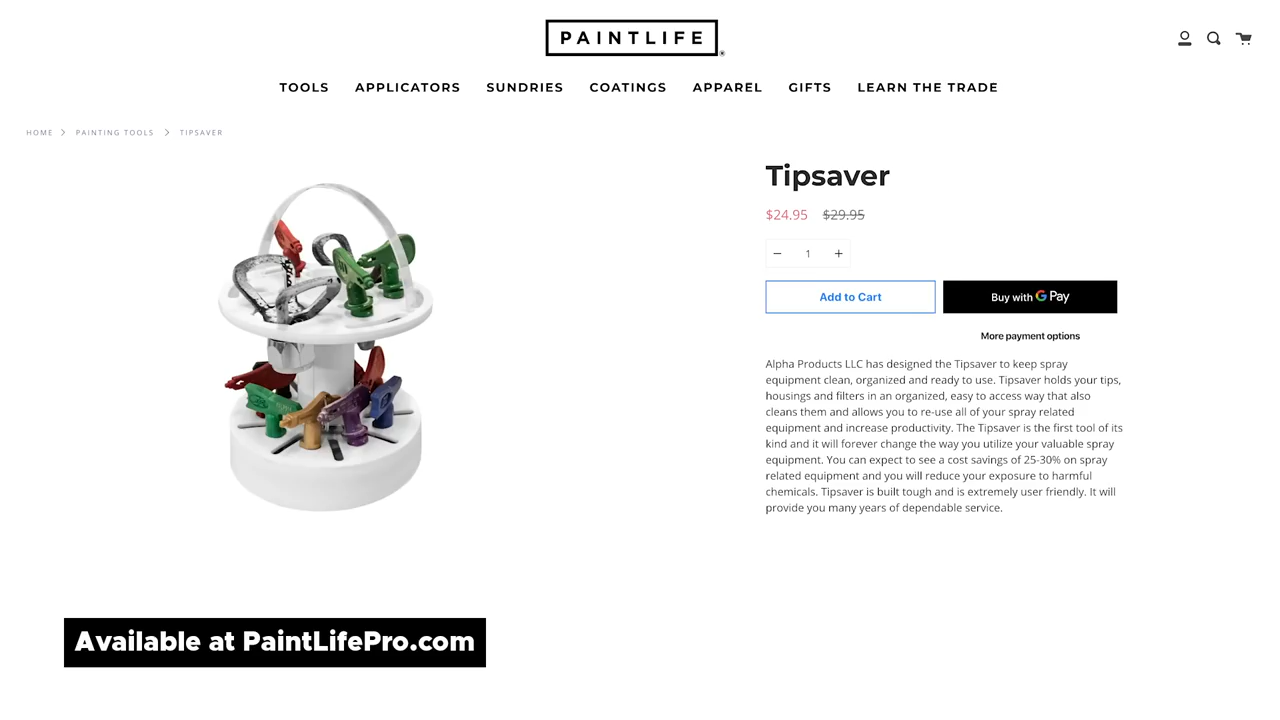 PAINTLIFE
TOOLS APPLICATORS SUNDRIES COATINGS APPAREL GIFTS LEARN THE TRADE
HOME > PAINTING TOOLS > TIPSAVER
Tipsaver
$24.95 $29.95
− 1 +
Add to Cart
Buy with G Pay
More payment options
Alpha Products LLC has designed the Tipsaver to keep spray
equipment clean, organized and ready to use. Tipsaver holds your tips,
housings and filters in an organized, easy to access way that also
cleans them and allows you to re-use all of your spray related
equipment and increase productivity. The Tipsaver is the first tool of its
kind and it will forever change the way you utilize your valuable spray
equipment. You can expect to see a cost savings of 25-30% on spray
related equipment and you will reduce your exposure to harmful
chemicals. Tipsaver is built tough and is extremely user friendly. It will
provide you many years of dependable service.
Available at PaintLifePro.com